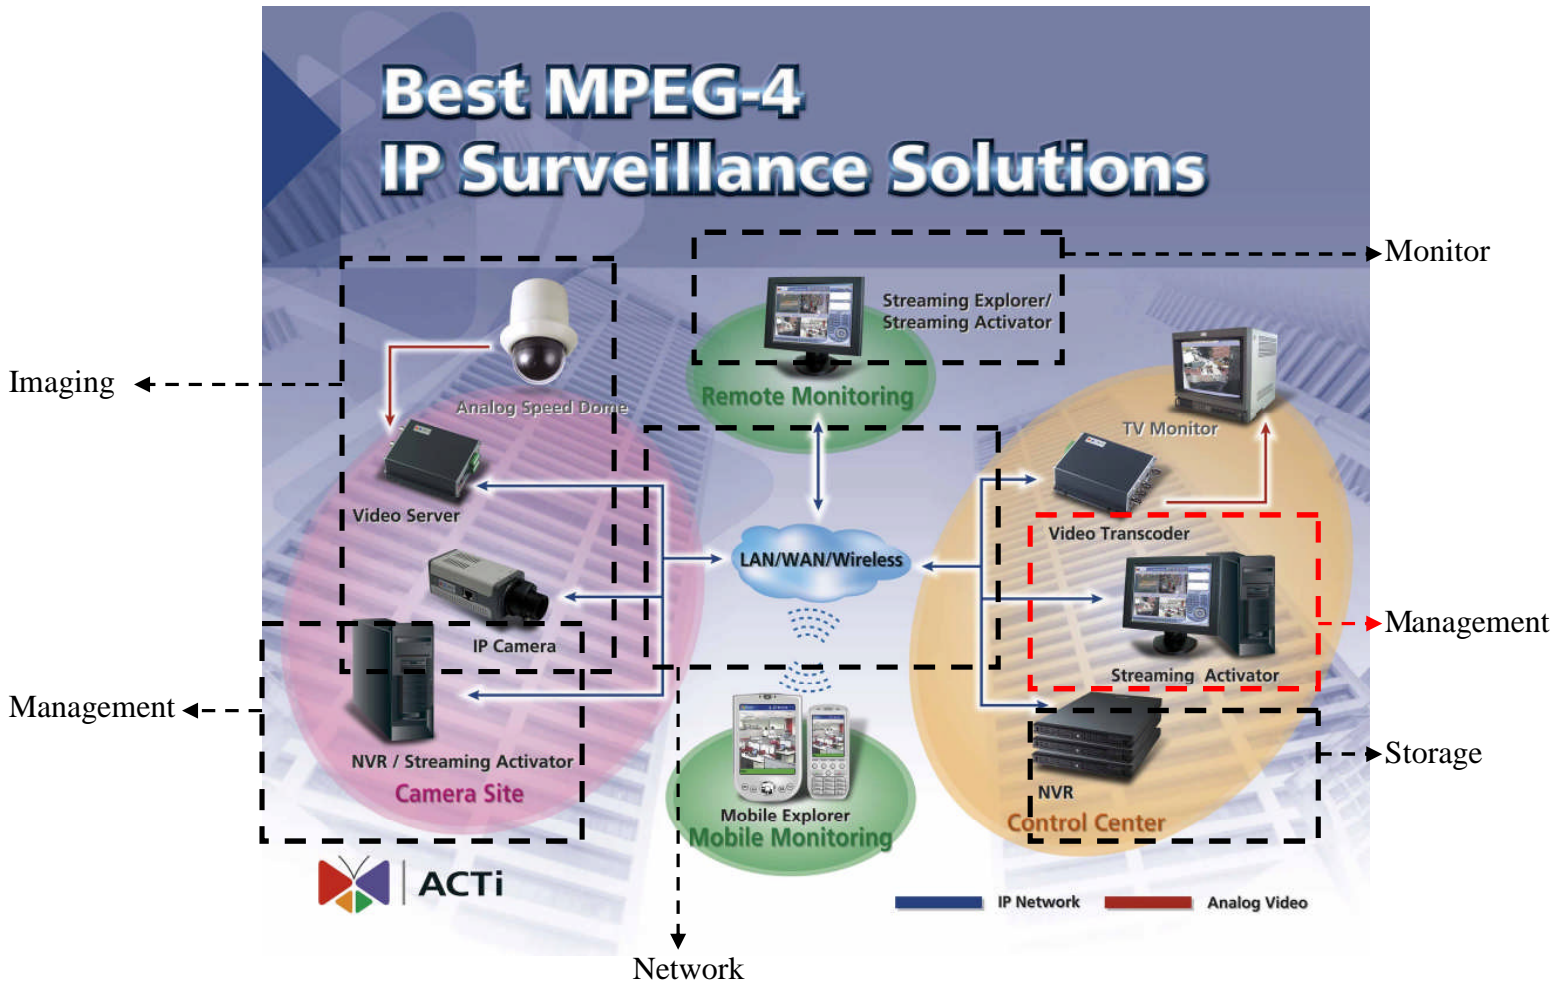 Best MPEG-4
IP Surveillance Solutions
Monitor
Streaming Explorer/
Streaming Activator
Imaging
Remote Monitoring
Analog Speed Dome
TV Monitor
Video Server
Video Transcoder
LAN/WAN/Wireless
Management
IP Camera
Streaming Activator
Management
Storage
NVR / Streaming Activator
Camera Site
NVR
Mobile Explorer
Control Center
Mobile Monitoring
ACTi
IP Network
Analog Video
Network